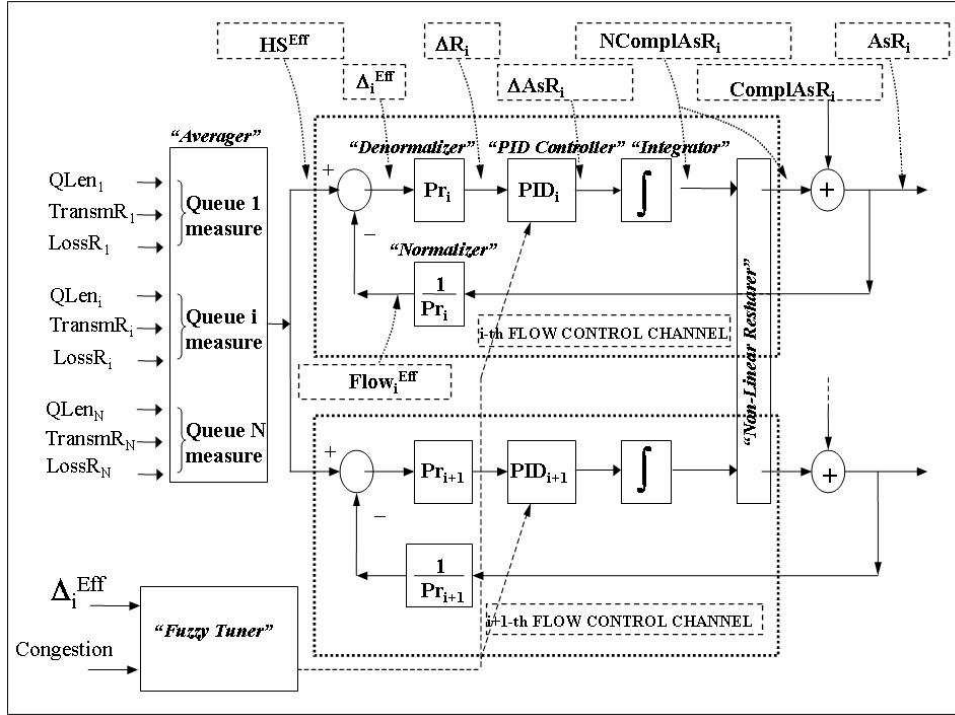 HS^Eff
ΔR_i
NComplAsR_i
AsR_i
Δ_i^Eff
ΔAsR_i
ComplAsR_i
“Averager”
“Denormalizer”
“PID Controller”
“Integrator”
QLen_1
TransmR_1
LossR_1
Queue 1
measure
+
−
Pr_i
PID_i
∫
+
“Normalizer”
1
Pr_i
QLen_i
TransmR_i
LossR_i
Queue i
measure
i-th FLOW CONTROL CHANNEL
“Non-Linear Resharer”
Flow_i^Eff
QLen_N
TransmR_N
LossR_N
Queue N
measure
+
−
Pr_i+1
PID_i+1
∫
+
1
Pr_i+1
i+1-th FLOW CONTROL CHANNEL
Δ_i^Eff
Congestion
“Fuzzy Tuner”